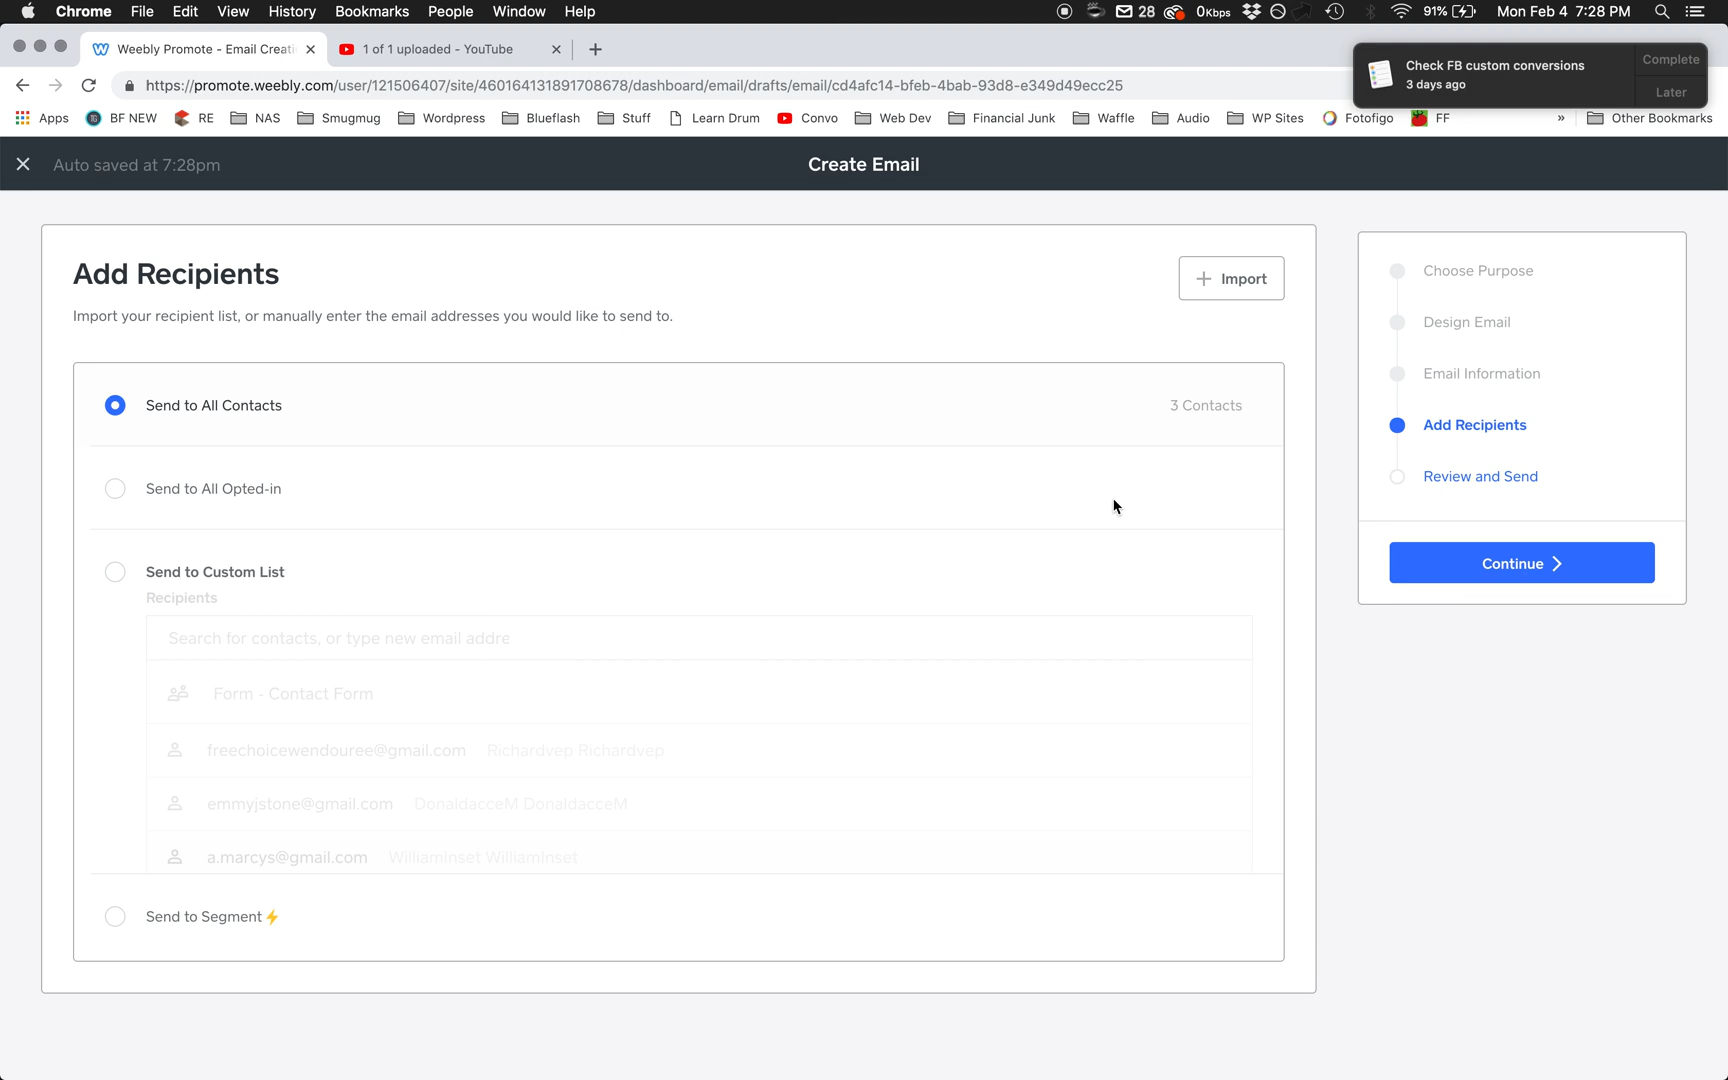 Chrome File Edit View History Bookmarks People Window Help 28 0Kbps 91% Mon Feb 4 7:28 PM
Weebly Promote - Email Creati 1 of 1 uploaded - YouTube
https://promote.weebly.com/user/121506407/site/460164131891708678/dashboard/email/drafts/email/cd4afc14-bfeb-4bab-93d8-e349d49ecc25
Check FB custom conversions
3 days ago
Complete
Later
Apps BF NEW RE NAS Smugmug Wordpress Blueflash Stuff Learn Drum Convo Web Dev Financial Junk Waffle Audio WP Sites Fotofigo FF » Other Bookmarks
Auto saved at 7:28pm
Create Email
Add Recipients
Import
Import your recipient list, or manually enter the email addresses you would like to send to.
Send to All Contacts 3 Contacts
Send to All Opted-in
Send to Custom List
Recipients
Search for contacts, or type new email addre
Form - Contact Form
freechoicewendouree@gmail.com Richardvep Richardvep
emmyjstone@gmail.com DonaldacceM DonaldacceM
a.marcys@gmail.com WilliamInset WilliamInset
Send to Segment
Choose Purpose
Design Email
Email Information
Add Recipients
Review and Send
Continue